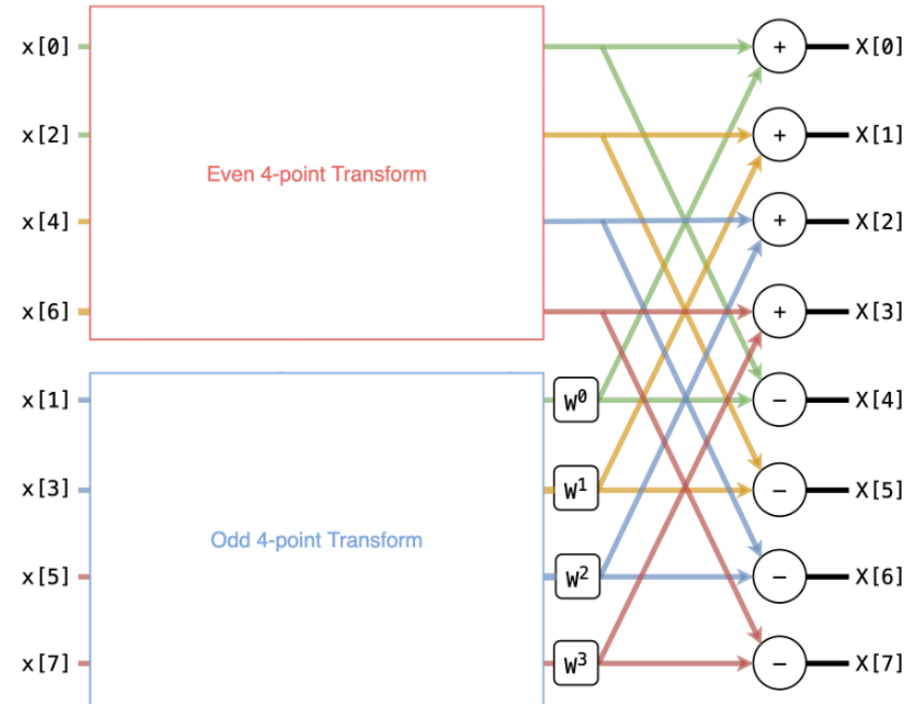 x[0] + X[0]
x[2] + X[1]
Even 4-point Transform
x[4] + X[2]
x[6] + X[3]
x[1] W⁰ − X[4]
x[3] W¹ − X[5]
Odd 4-point Transform
x[5] W² − X[6]
x[7] W³ − X[7]